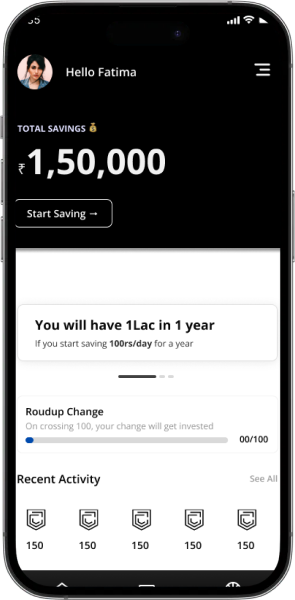 Hello Fatima
TOTAL SAVINGS 💰
₹1,50,000
Start Saving →
You will have 1Lac in 1 year
If you start saving 100rs/day for a year
Roudup Change
On crossing 100, your change will get invested
00/100
Recent Activity See All
150 150 150 150 150